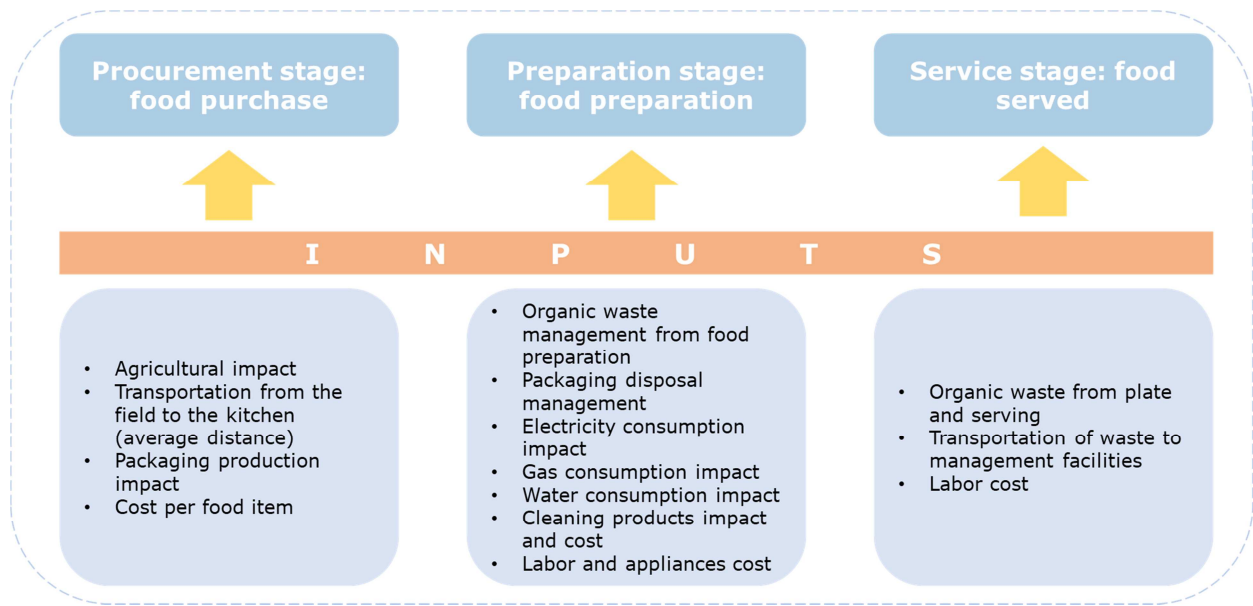 Procurement stage:
food purchase
Preparation stage:
food preparation
Service stage: food
served
I N P U T S
• Agricultural impact
• Transportation from the
field to the kitchen
(average distance)
• Packaging production
impact
• Cost per food item
• Organic waste
management from food
preparation
• Packaging disposal
management
• Electricity consumption
impact
• Gas consumption impact
• Water consumption impact
• Cleaning products impact
and cost
• Labor and appliances cost
• Organic waste from plate
and serving
• Transportation of waste to
management facilities
• Labor cost